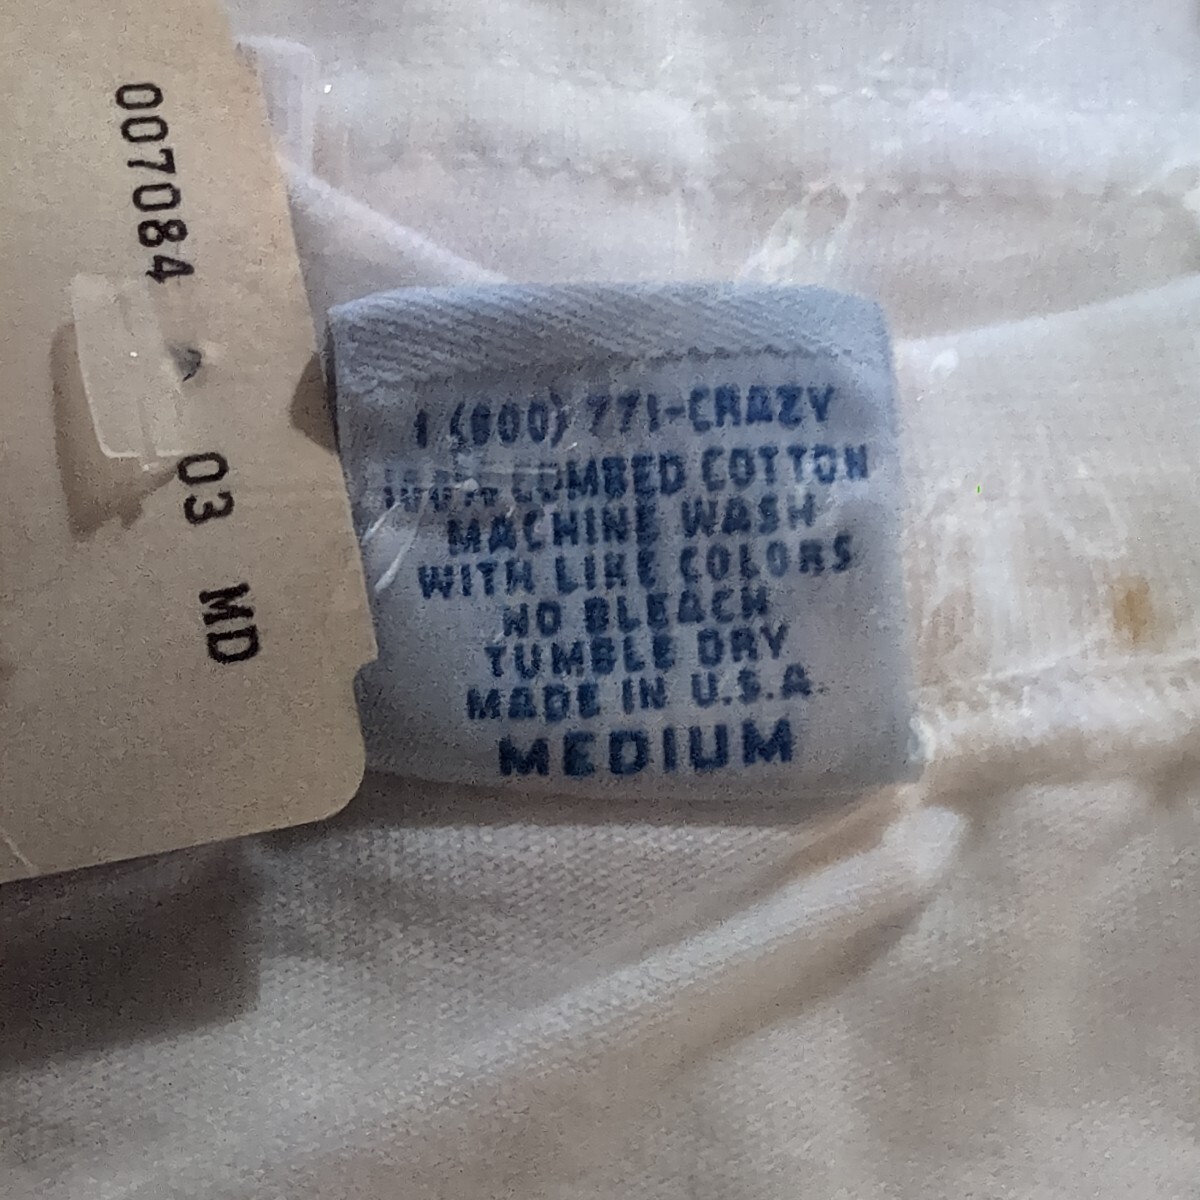 007084 03 MD
1 (800) 771-CRAZY
100% COMBED COTTON
MACHINE WASH
WITH LIKE COLORS
NO BLEACH
TUMBLE DRY
MADE IN U.S.A.
MEDIUM